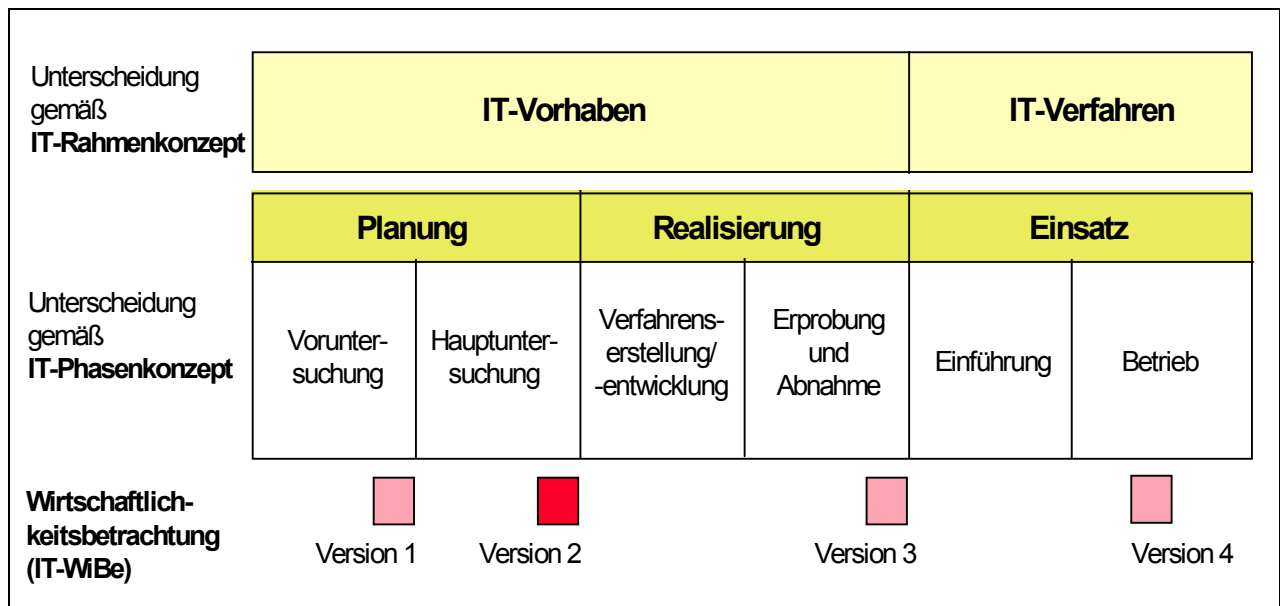 Unterscheidung
gemäß
IT-Rahmenkonzept
IT-Vorhaben
IT-Verfahren
Planung
Realisierung
Einsatz
Unterscheidung
gemäß
IT-Phasenkonzept
Vorunter-
suchung
Hauptunter-
suchung
Verfahrens-
erstellung/
-entwicklung
Erprobung
und
Abnahme
Einführung
Betrieb
Wirtschaftlich-
keitsbetrachtung
(IT-WiBe)
Version 1
Version 2
Version 3
Version 4